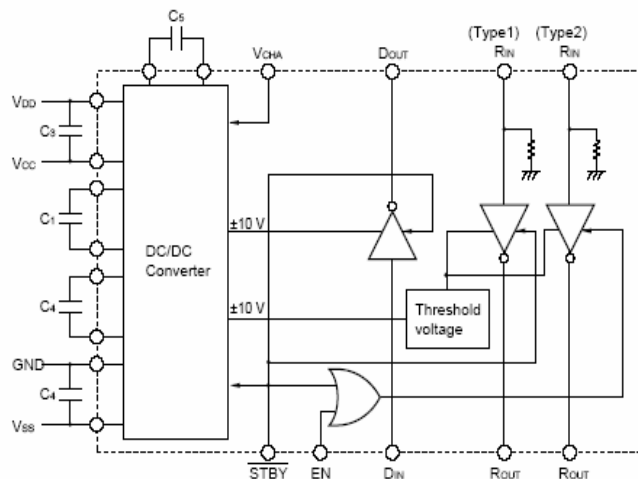 C5
(Type1) (Type2)
VCHA DOUT RIN RIN
VDD
C3
VCC
C1
±10 V
DC/DC
Converter
C4
±10 V
Threshold
voltage
GND
C4
VSS
STBY EN DIN ROUT ROUT